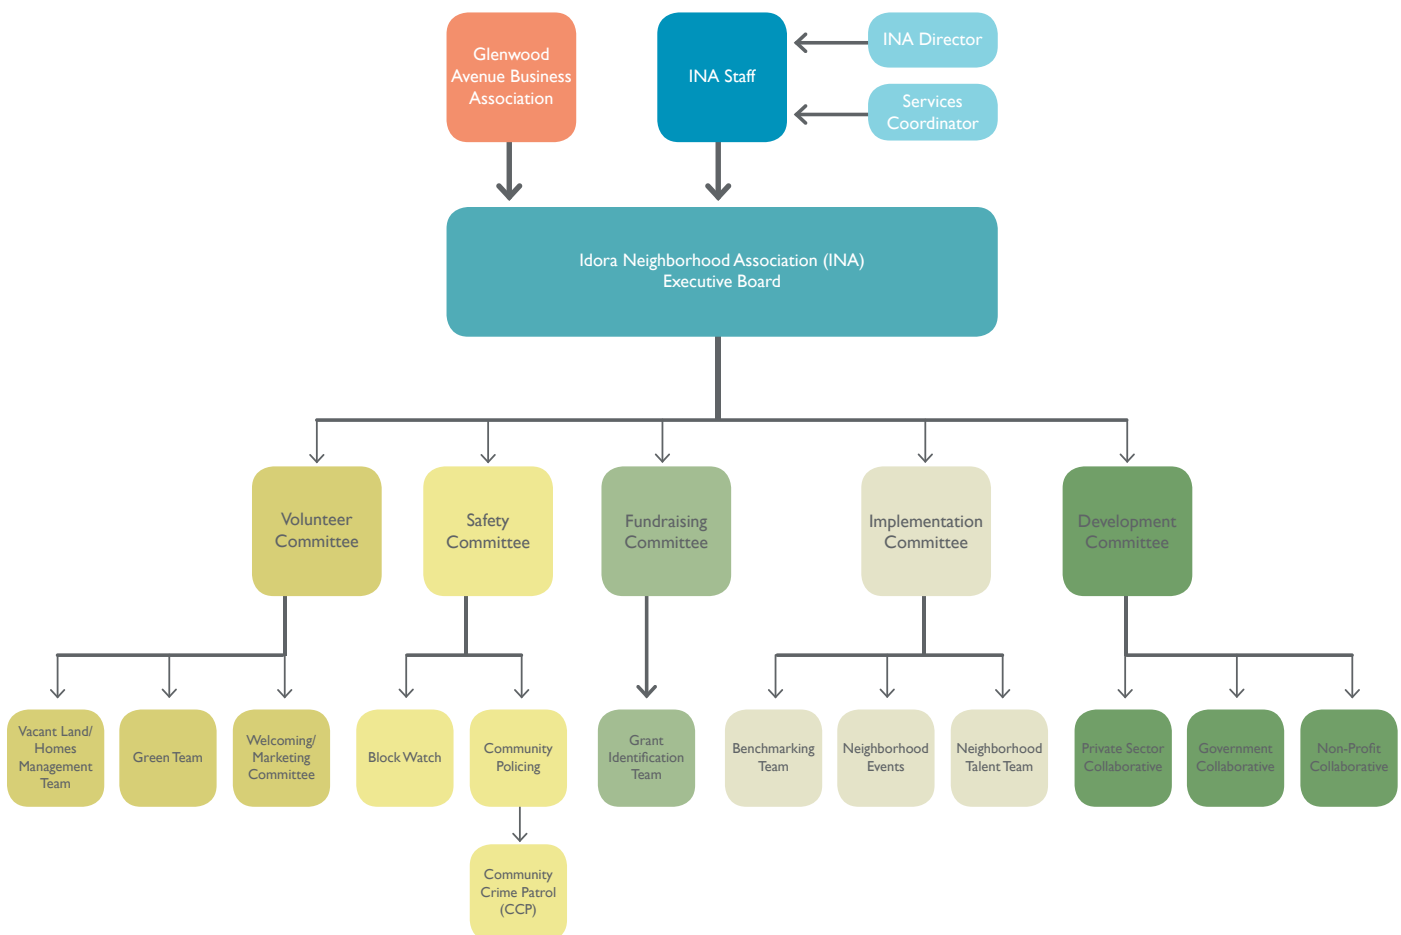 Glenwood
Avenue Business
Association
INA Staff
INA Director
Services
Coordinator
Idora Neighborhood Association (INA)
Executive Board
Volunteer
Committee
Safety
Committee
Fundraising
Committee
Implementation
Committee
Development
Committee
Vacant Land/
Homes
Management
Team
Green Team
Welcoming/
Marketing
Committee
Block Watch
Community
Policing
Grant
Identification
Team
Benchmarking
Team
Neighborhood
Events
Neighborhood
Talent Team
Private Sector
Collaborative
Government
Collaborative
Non-Profit
Collaborative
Community
Crime Patrol
(CCP)